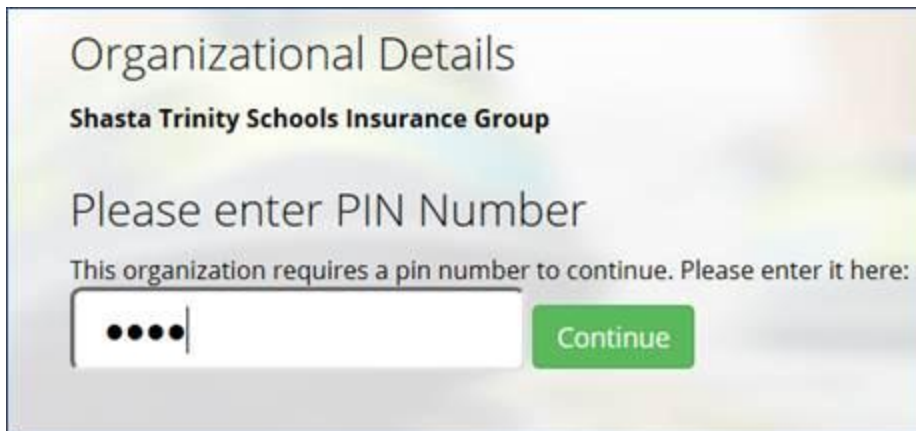 Organizational Details
Shasta Trinity Schools Insurance Group
Please enter PIN Number
This organization requires a pin number to continue. Please enter it here:
●●●● Continue